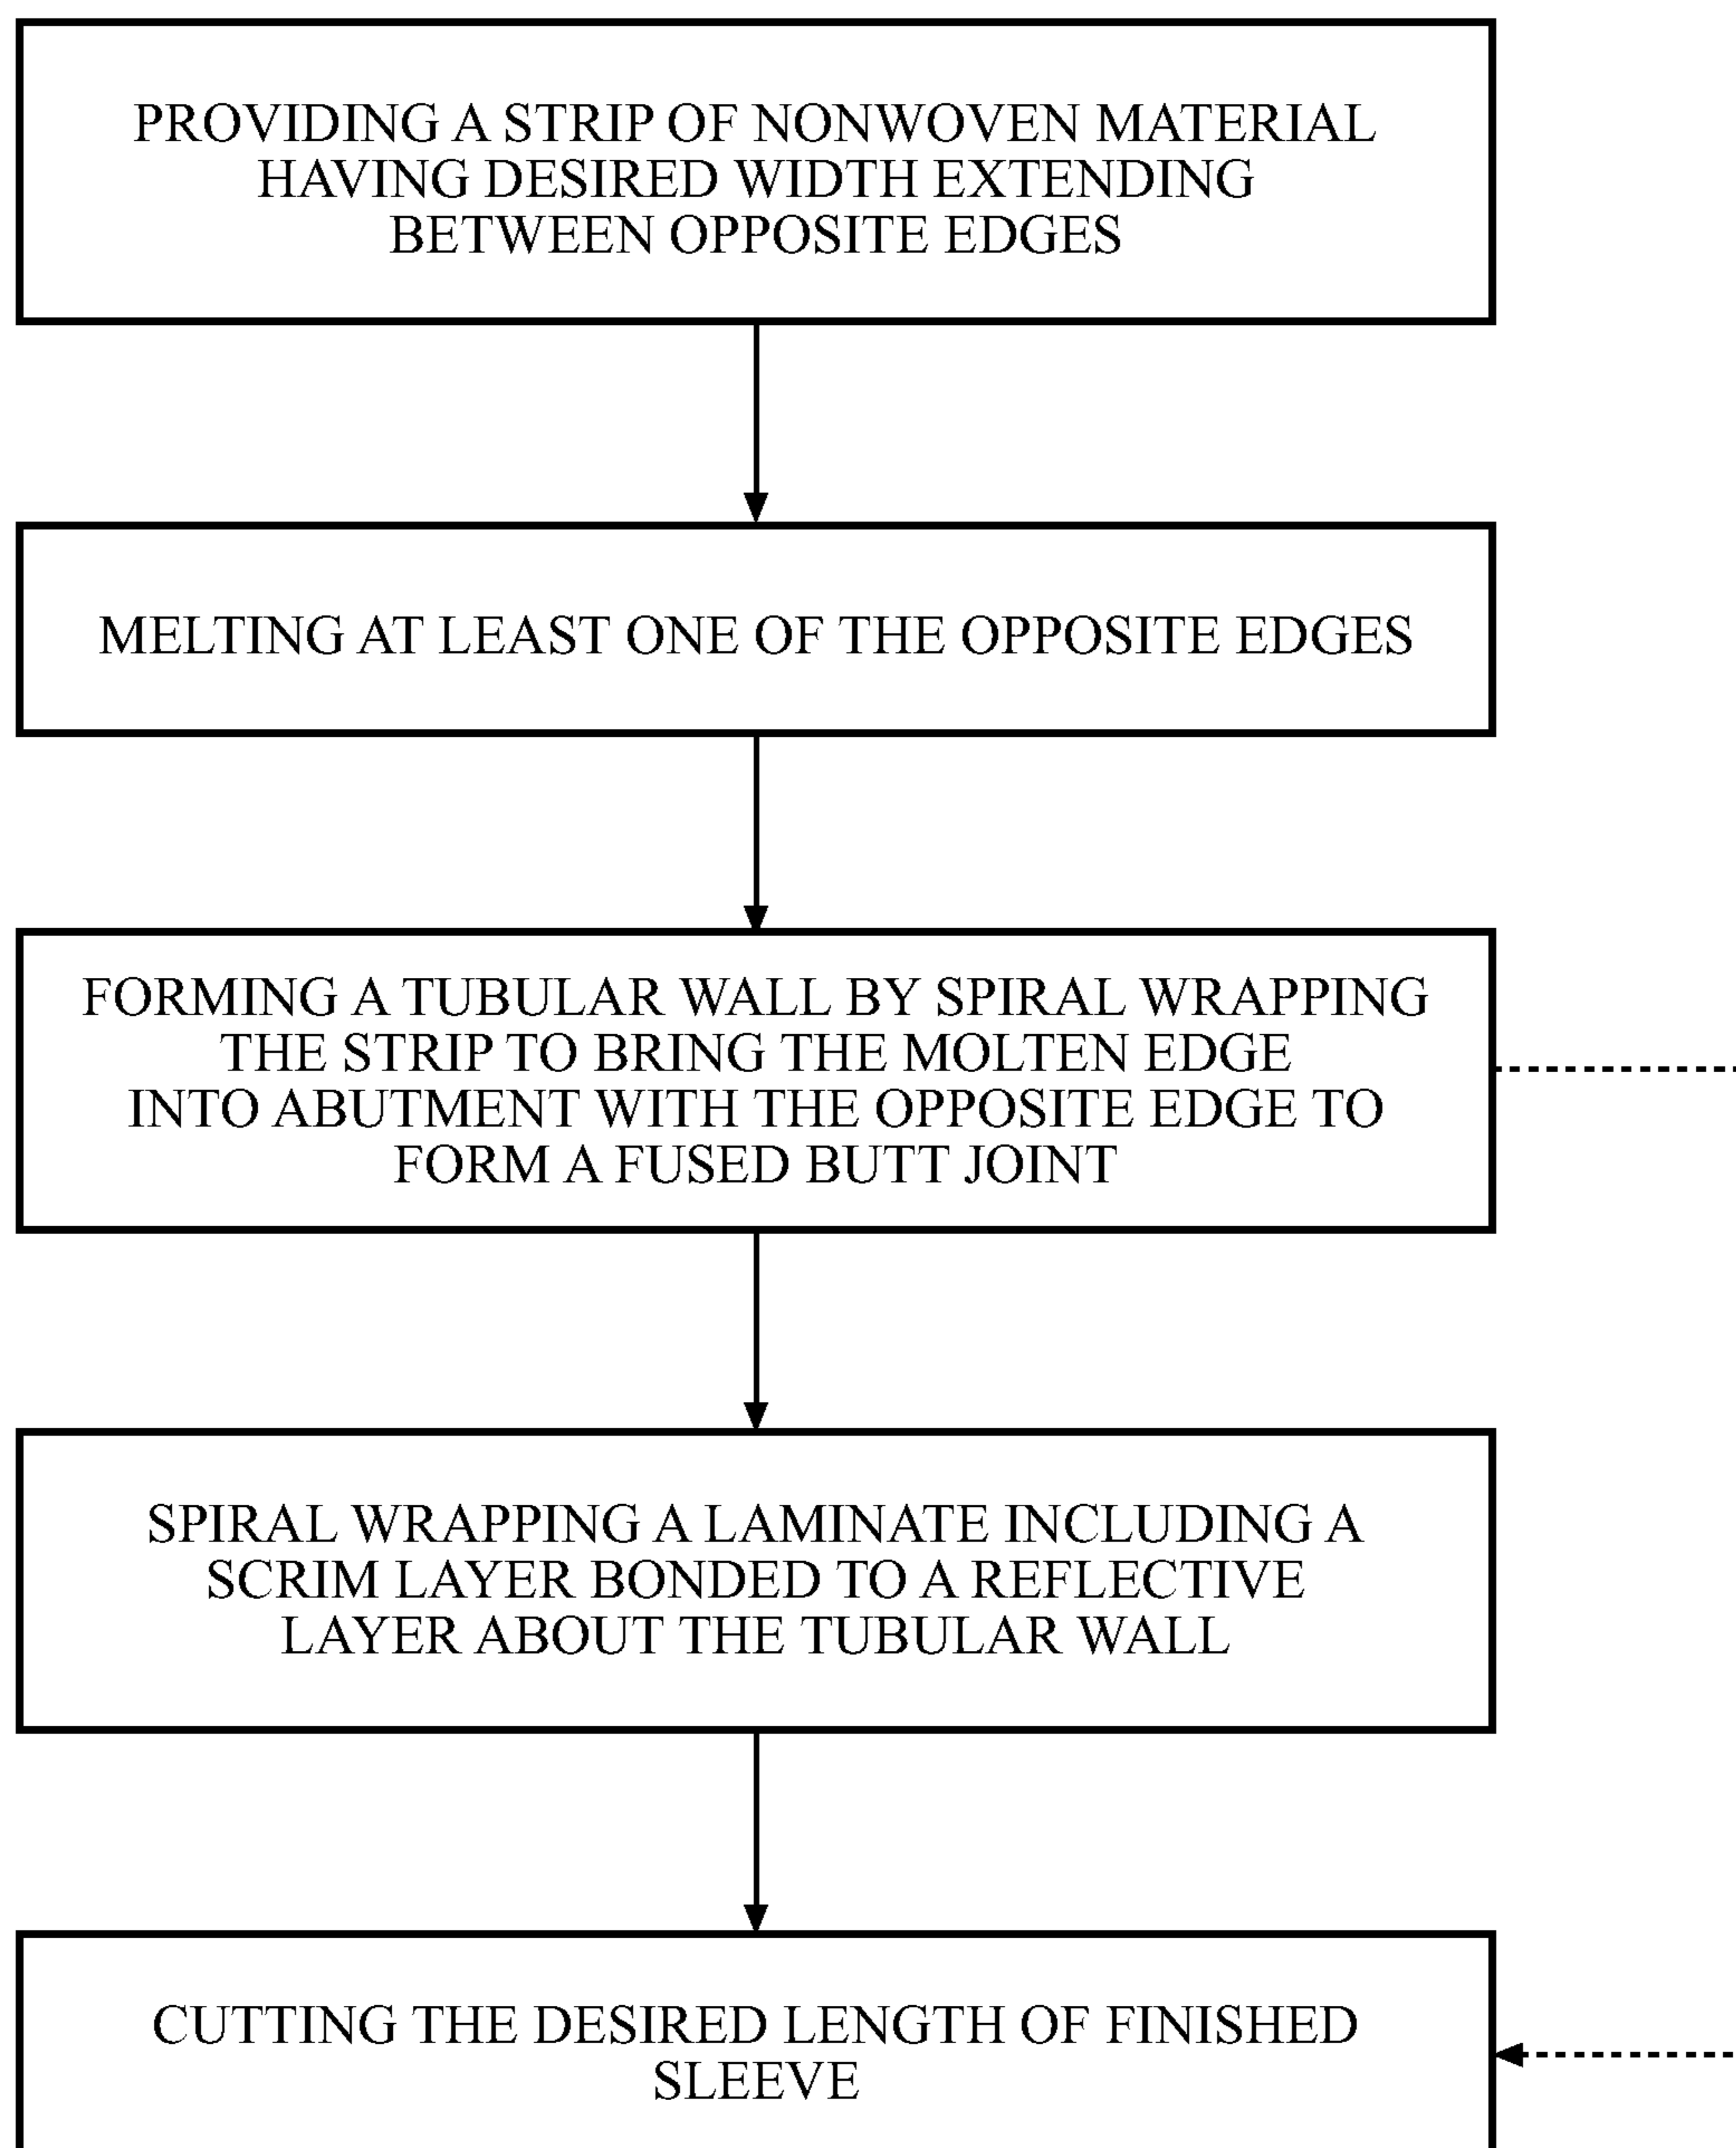 PROVIDING A STRIP OF NONWOVEN MATERIAL
HAVING DESIRED WIDTH EXTENDING
BETWEEN OPPOSITE EDGES
MELTING AT LEAST ONE OF THE OPPOSITE EDGES
FORMING A TUBULAR WALL BY SPIRAL WRAPPING
THE STRIP TO BRING THE MOLTEN EDGE
INTO ABUTMENT WITH THE OPPOSITE EDGE TO
FORM A FUSED BUTT JOINT
SPIRAL WRAPPING A LAMINATE INCLUDING A
SCRIM LAYER BONDED TO A REFLECTIVE
LAYER ABOUT THE TUBULAR WALL
CUTTING THE DESIRED LENGTH OF FINISHED
SLEEVE